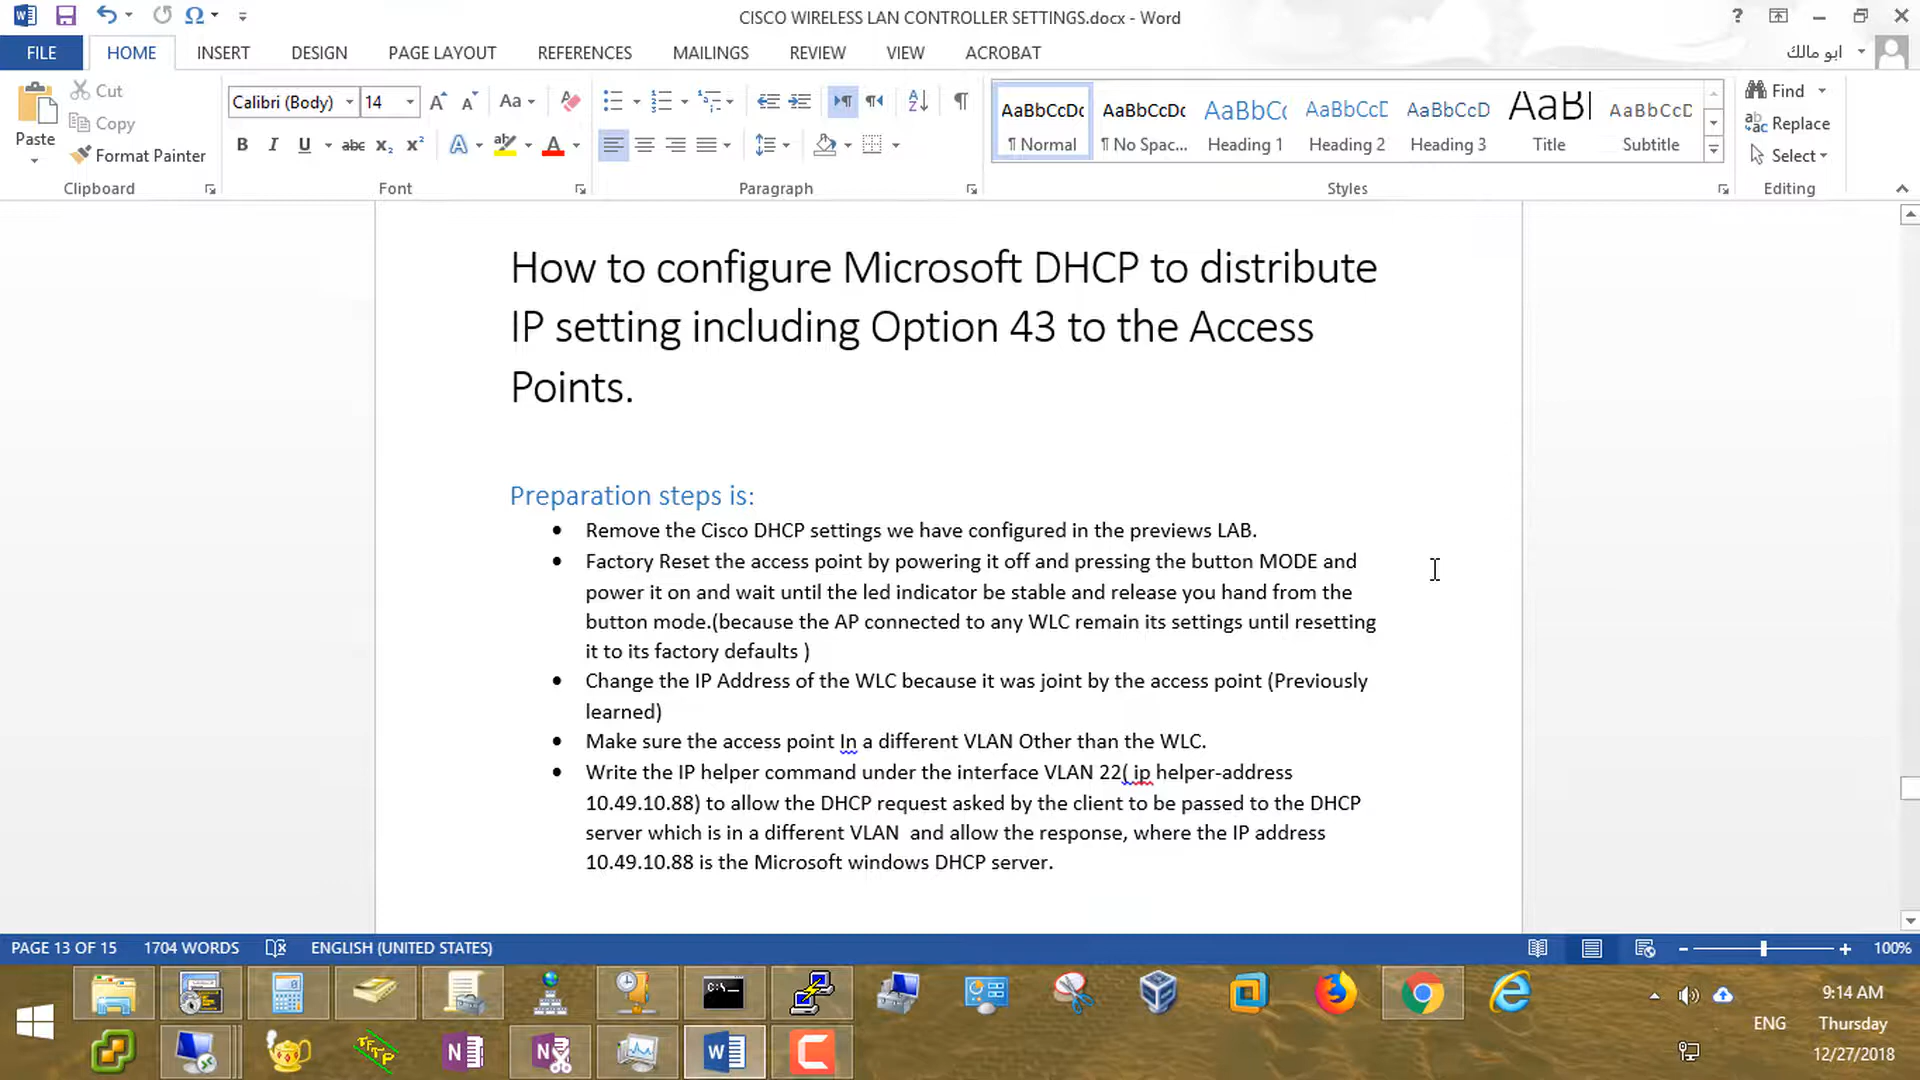 CISCO WIRELESS LAN CONTROLLER SETTINGS.docx - Word
FILE HOME INSERT DESIGN PAGE LAYOUT REFERENCES MAILINGS REVIEW VIEW ACROBAT
ابو مالك
Paste
Cut
Copy
Format Painter
Clipboard
Calibri (Body) 14
Aa
B I U abc x₂ x²
A
Font
Paragraph
AaBbCcDc AaBbCcDc AaBbC AaBbCcE AaBbCcD AaBl AaBbCcD
¶ Normal ¶ No Spac... Heading 1 Heading 2 Heading 3 Title Subtitle
Styles
Find
Replace
Select
Editing
How to configure Microsoft DHCP to distribute
IP setting including Option 43 to the Access
Points.
Preparation steps is:
• Remove the Cisco DHCP settings we have configured in the previews LAB.
• Factory Reset the access point by powering it off and pressing the button MODE and
power it on and wait until the led indicator be stable and release you hand from the
button mode.(because the AP connected to any WLC remain its settings until resetting
it to its factory defaults )
• Change the IP Address of the WLC because it was joint by the access point (Previously
learned)
• Make sure the access point In a different VLAN Other than the WLC.
• Write the IP helper command under the interface VLAN 22( ip helper-address
10.49.10.88) to allow the DHCP request asked by the client to be passed to the DHCP
server which is in a different VLAN and allow the response, where the IP address
10.49.10.88 is the Microsoft windows DHCP server.
PAGE 13 OF 15 1704 WORDS ENGLISH (UNITED STATES) 100%
9:14 AM
ENG Thursday
12/27/2018